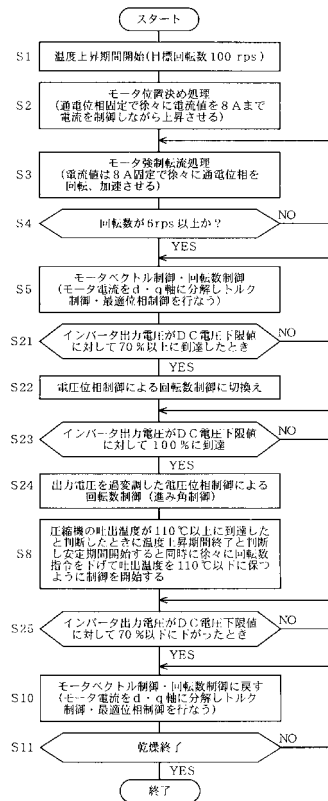 スタート
S1
温度上昇期間開始(目標回転数100 rps)
S2
モータ位置決め処理
(通電位相固定で徐々に電流値を8Aまで
電流を制御しながら上昇させる)
S3
モータ強制転流処理
(電流値は8A固定で徐々に通電位相を
回転、加速させる)
S4
回転数が6rps以上か?
NO
YES
S5
モータベクトル制御・回転数制御
(モータ電流をd・q軸に分解しトルク
制御・最適位相制御を行なう)
S21
インバータ出力電圧がDC電圧下限値
に対して70%以上に到達したとき
NO
YES
S22
電圧位相制御による回転数制御に切換え
S23
インバータ出力電圧がDC電圧下限値
に対して100%に到達
NO
YES
S24
出力電圧を過変調した電圧位相制御による
回転数制御(進み角制御)
S8
圧縮機の吐出温度が110℃以上に到達した
と判断したときに温度上昇期間終了と判断
し安定期間開始すると同時に徐々に回転数
指令を下げて吐出温度を110℃以下に保つ
ように制御を開始する
S25
インバータ出力電圧がDC電圧下限値
に対して70%以下に下がったとき
NO
YES
S10
モータベクトル制御・回転数制御に戻す
(モータ電流をd・q軸に分解しトルク
制御・最適位相制御を行なう)
S11
乾燥終了
NO
YES
終了